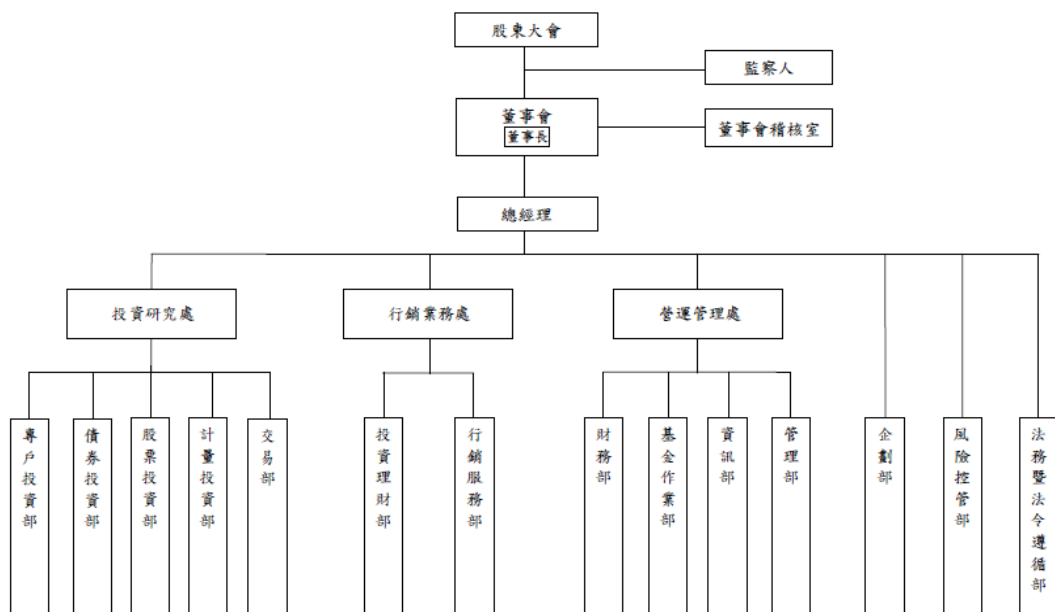 股東大會
監察人
董事會
董事長
董事會稽核室
總經理
投資研究處
行銷業務處
營運管理處
專戶投資部
債券投資部
股票投資部
計量投資部
交易部
投資理財部
行銷服務部
財務部
基金作業部
資訊部
管理部
企劃部
風險控管部
法務暨法令遵循部